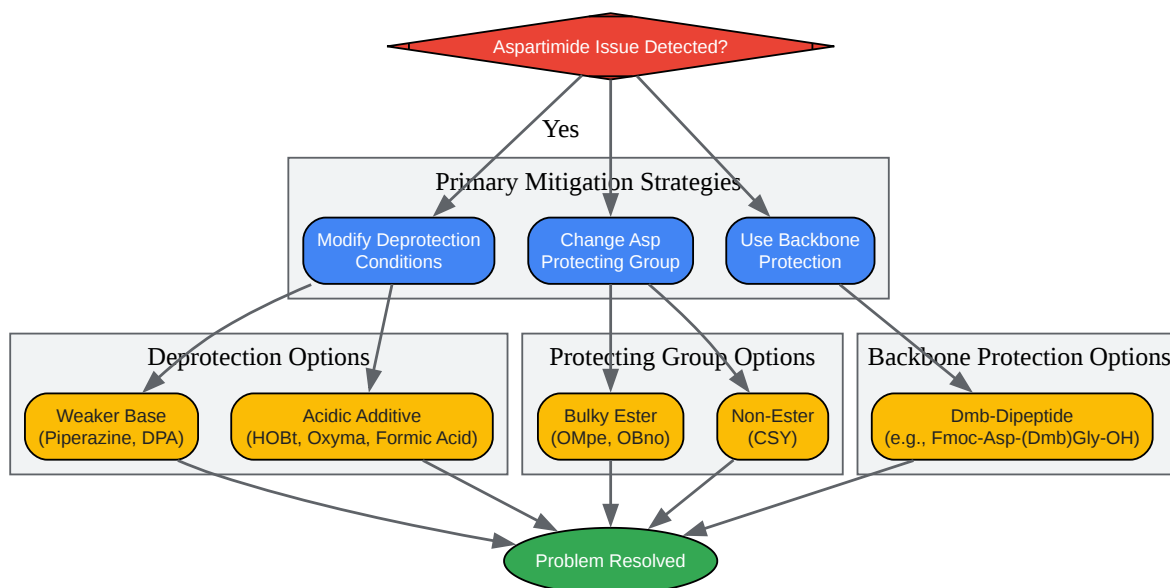 Aspartimide Issue Detected?
Yes
Primary Mitigation Strategies
Modify Deprotection
Conditions
Change Asp
Protecting Group
Use Backbone
Protection
Deprotection Options
Protecting Group Options
Backbone Protection Options
Weaker Base
(Piperazine, DPA)
Acidic Additive
(HOBt, Oxyma, Formic Acid)
Bulky Ester
(OMpe, OBno)
Non-Ester
(CSY)
Dmb-Dipeptide
(e.g., Fmoc-Asp-(Dmb)Gly-OH)
Problem Resolved